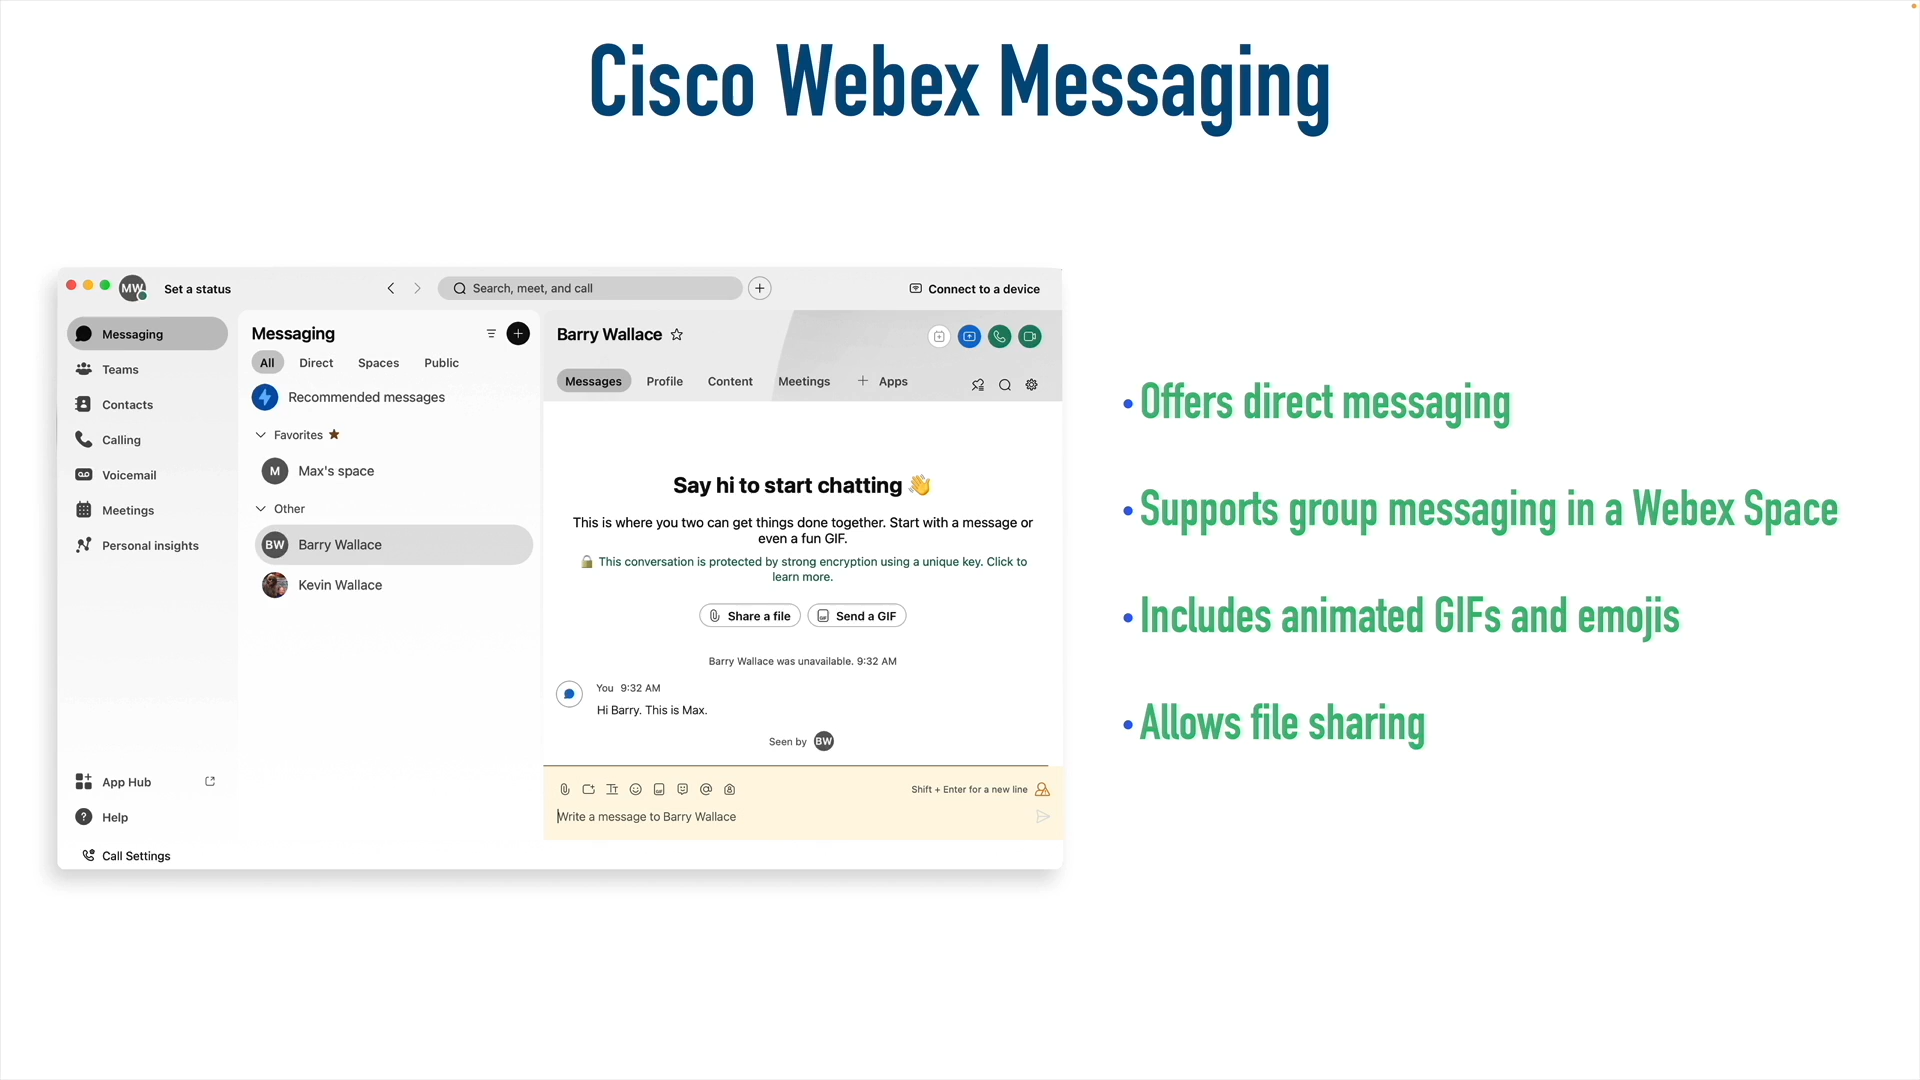 Cisco Webex Messaging
MW
Set a status
Search, meet, and call
Connect to a device
Messaging
Teams
Contacts
Calling
Voicemail
Meetings
Personal insights
App Hub
Help
Call Settings
Messaging
All Direct Spaces Public
Recommended messages
Favorites
M Max's space
Other
BW Barry Wallace
Kevin Wallace
Barry Wallace
Messages Profile Content Meetings + Apps
Say hi to start chatting 👋
This is where you two can get things done together. Start with a message or
even a fun GIF.
🔒 This conversation is protected by strong encryption using a unique key. Click to
learn more.
Share a file Send a GIF
Barry Wallace was unavailable. 9:32 AM
You 9:32 AM
Hi Barry. This is Max.
Seen by BW
Shift + Enter for a new line
Write a message to Barry Wallace
• Offers direct messaging
• Supports group messaging in a Webex Space
• Includes animated GIFs and emojis
• Allows file sharing